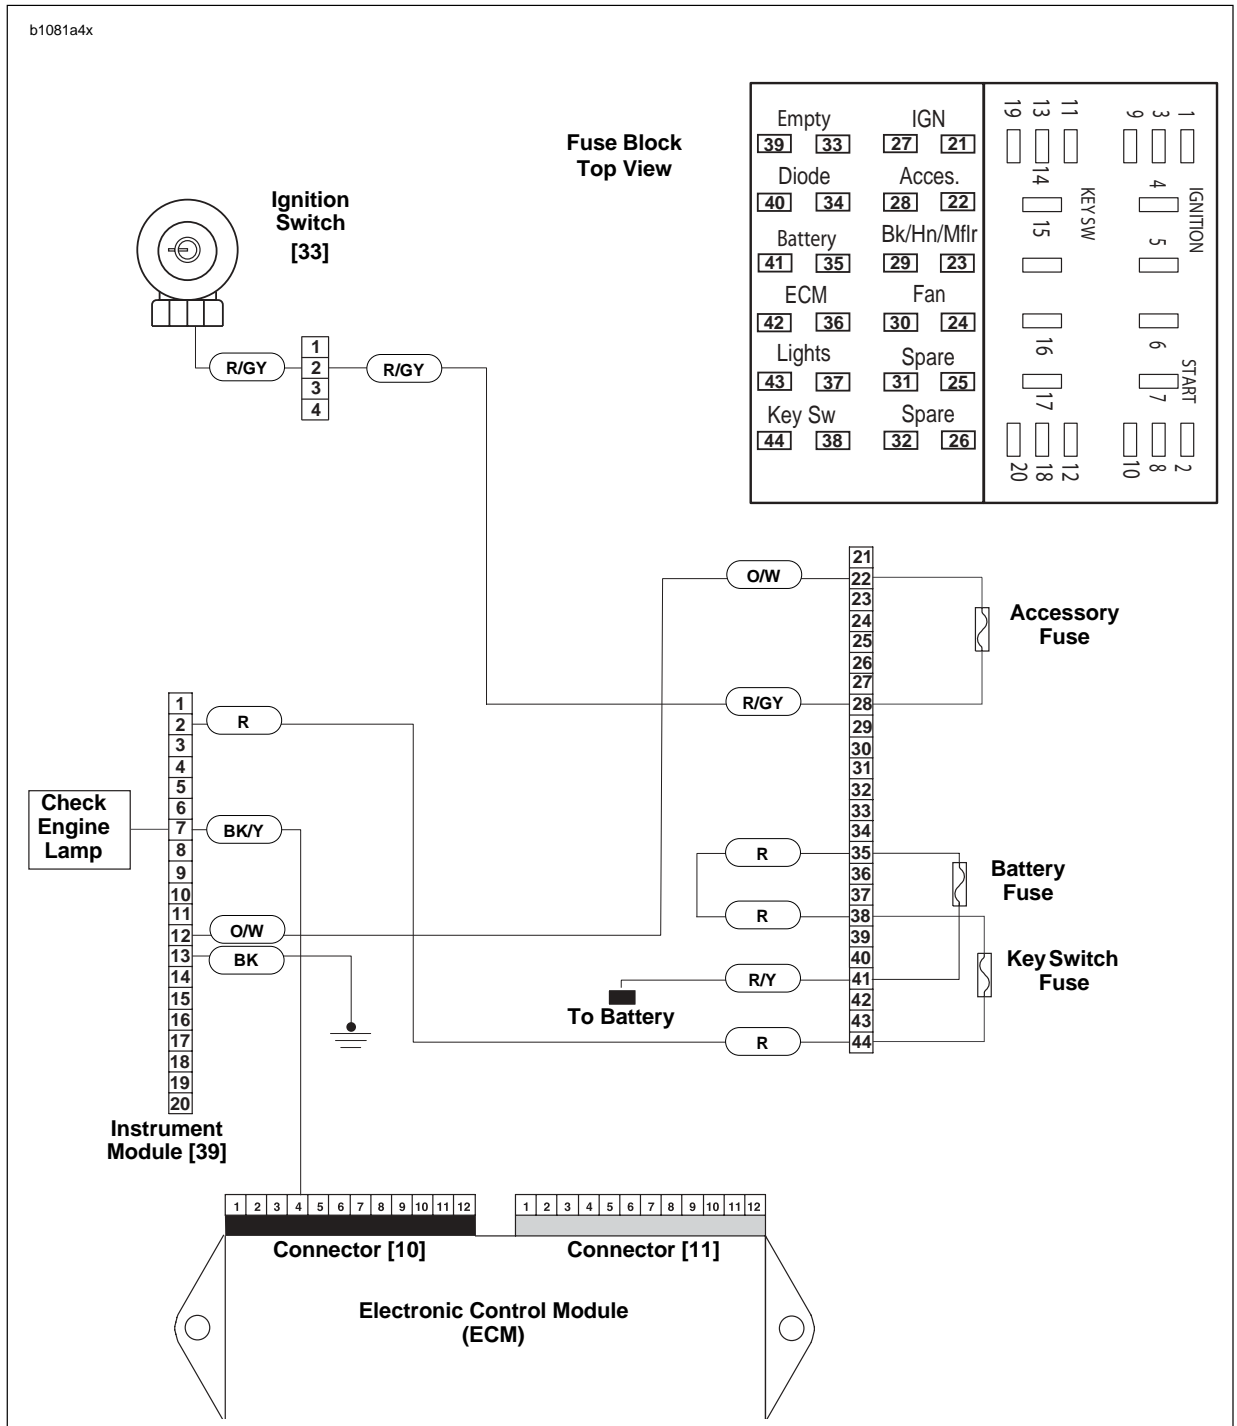 b1081a4x
Fuse Block
Top View
Empty IGN
39 33 27 21
Diode Acces.
40 34 28 22
Battery Bk/Hn/Mflr
41 35 29 23
ECM Fan
42 36 30 24
Lights Spare
43 37 31 25
Key Sw Spare
44 38 32 26
19 13 11 9 3 1
14 4
KEY SW IGNITION
15 5
16 6
START
17 7
20 18 12 10 8 2
Ignition
Switch
[33]
R/GY
1
2
3
4
R/GY
O/W
R/GY
R
R
R/Y
R
21
22
23
24
25
26
27
28
29
30
31
32
33
34
35
36
37
38
39
40
41
42
43
44
Accessory
Fuse
Battery
Fuse
Key Switch
Fuse
To Battery
Check
Engine
Lamp
1
2
3
4
5
6
7
8
9
10
11
12
13
14
15
16
17
18
19
20
R
BK/Y
O/W
BK
Instrument
Module [39]
1 2 3 4 5 6 7 8 9 10 11 12
Connector [10]
1 2 3 4 5 6 7 8 9 10 11 12
Connector [11]
Electronic Control Module
(ECM)